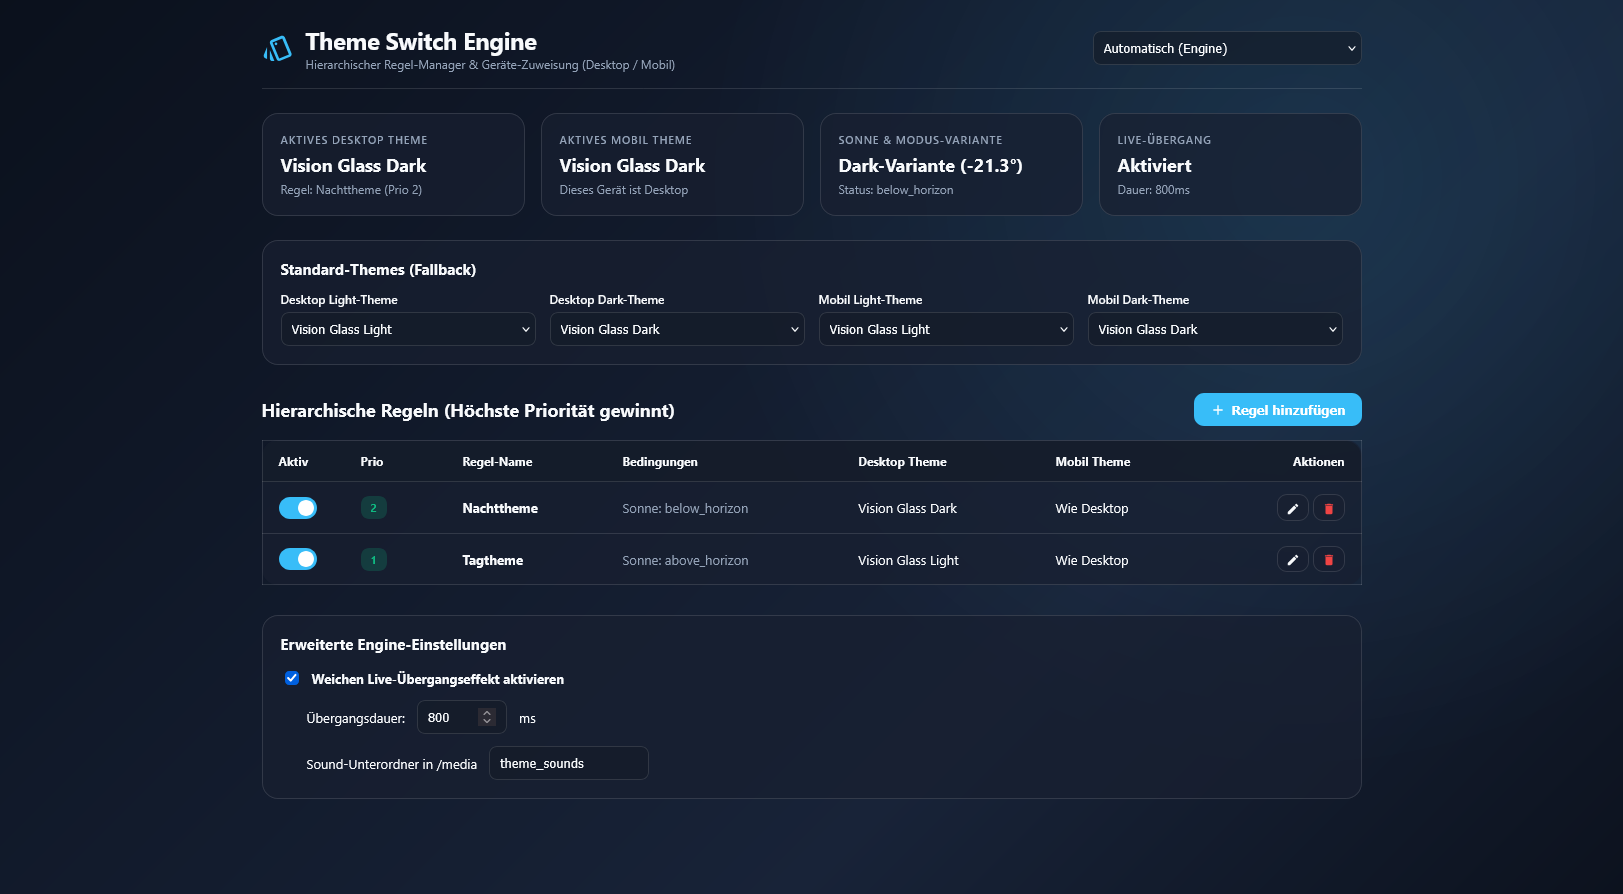 Theme Switch Engine
Hierarchischer Regel-Manager & Geräte-Zuweisung (Desktop / Mobil)
Automatisch (Engine)
AKTIVES DESKTOP THEME
Vision Glass Dark
Regel: Nachttheme (Prio 2)
AKTIVES MOBIL THEME
Vision Glass Dark
Dieses Gerät ist Desktop
SONNE & MODUS-VARIANTE
Dark-Variante (-21.3°)
Status: below_horizon
LIVE-ÜBERGANG
Aktiviert
Dauer: 800ms
Standard-Themes (Fallback)
Desktop Light-Theme
Vision Glass Light
Desktop Dark-Theme
Vision Glass Dark
Mobil Light-Theme
Vision Glass Light
Mobil Dark-Theme
Vision Glass Dark
Hierarchische Regeln (Höchste Priorität gewinnt)
+ Regel hinzufügen
Aktiv Prio Regel-Name Bedingungen Desktop Theme Mobil Theme Aktionen
2 Nachttheme Sonne: below_horizon Vision Glass Dark Wie Desktop
1 Tagtheme Sonne: above_horizon Vision Glass Light Wie Desktop
Erweiterte Engine-Einstellungen
Weichen Live-Übergangseffekt aktivieren
Übergangsdauer: 800 ms
Sound-Unterordner in /media theme_sounds